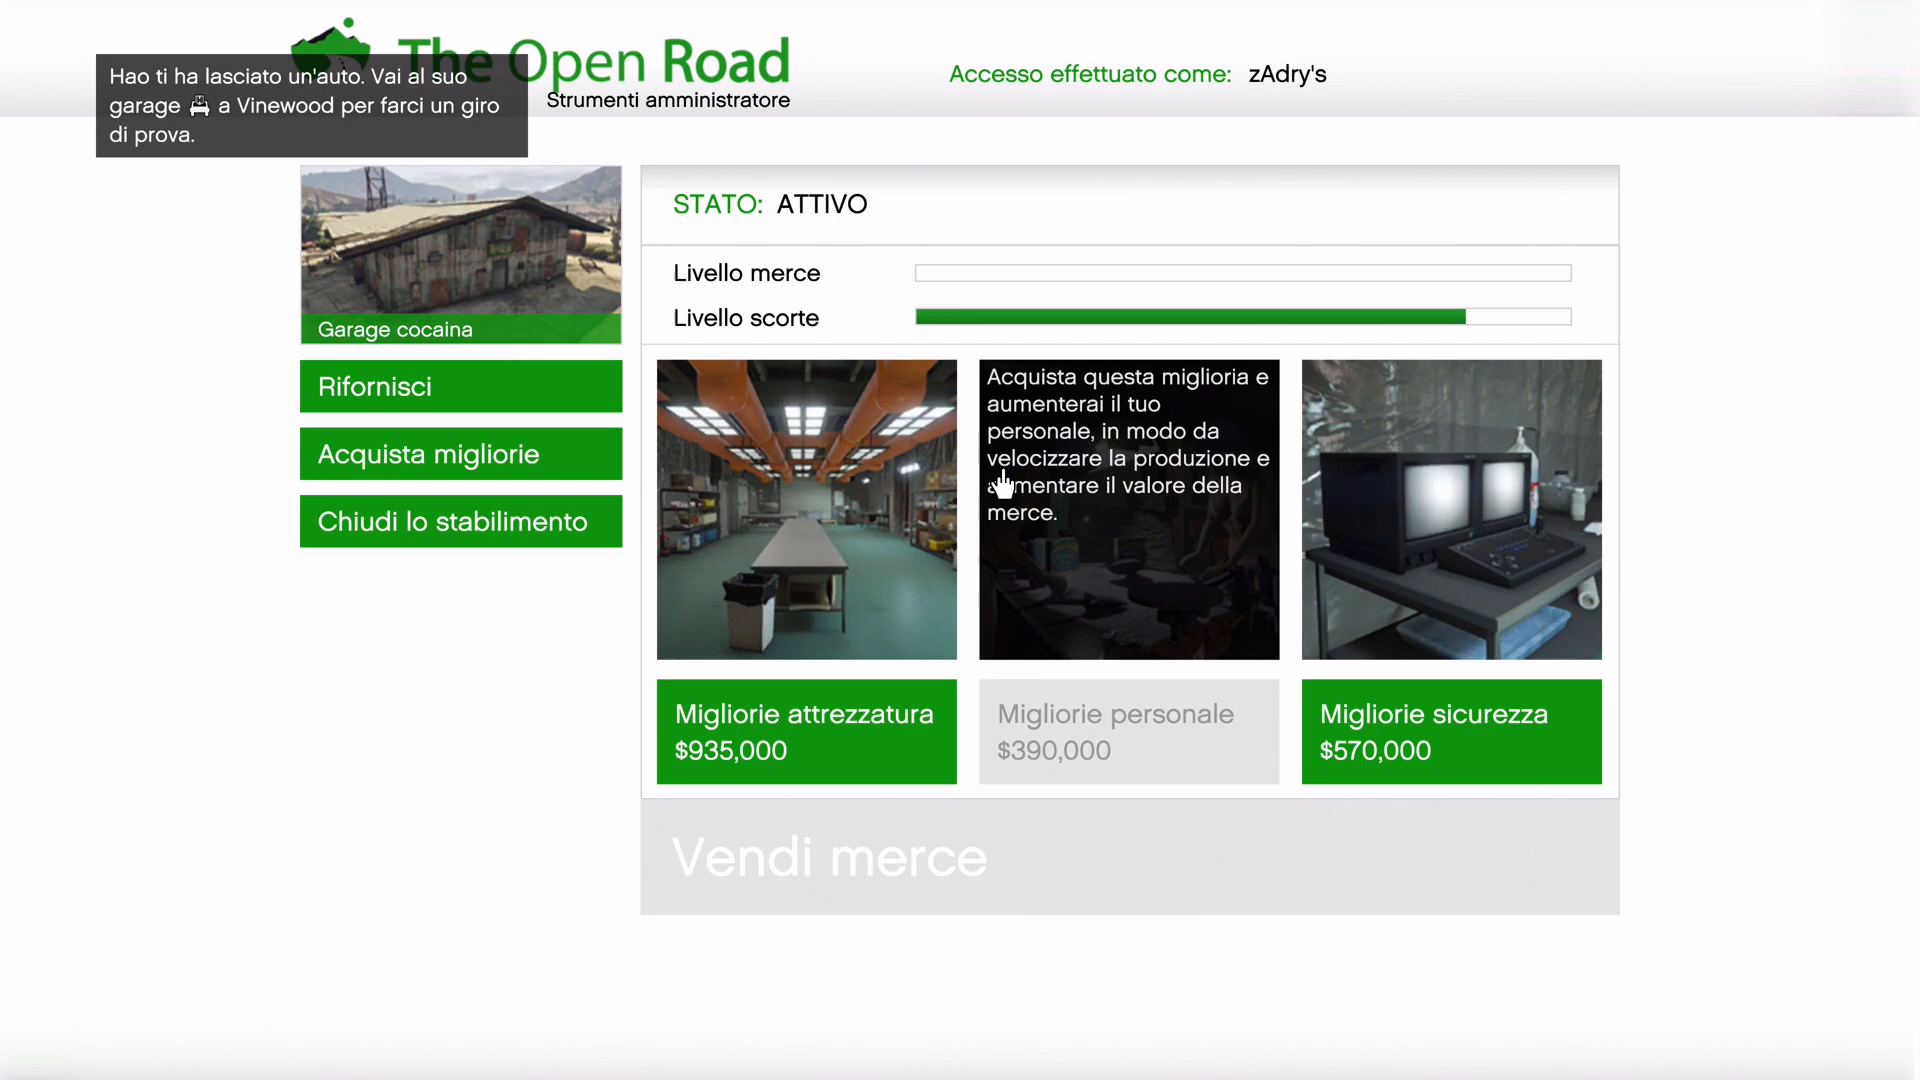 Hao ti ha lasciato un'auto. Vai al suo
garage a Vinewood per farci un giro
di prova.
The Open Road
Strumenti amministratore
Accesso effettuato come: zAdry's
Garage cocaina
Rifornisci
Acquista migliorie
Chiudi lo stabilimento
STATO: ATTIVO
Livello merce
Livello scorte
Acquista questa miglioria e
aumenterai il tuo
personale, in modo da
velocizzare la produzione e
aumentare il valore della
merce.
Migliorie attrezzatura
$935,000
Migliorie personale
$390,000
Migliorie sicurezza
$570,000
Vendi merce